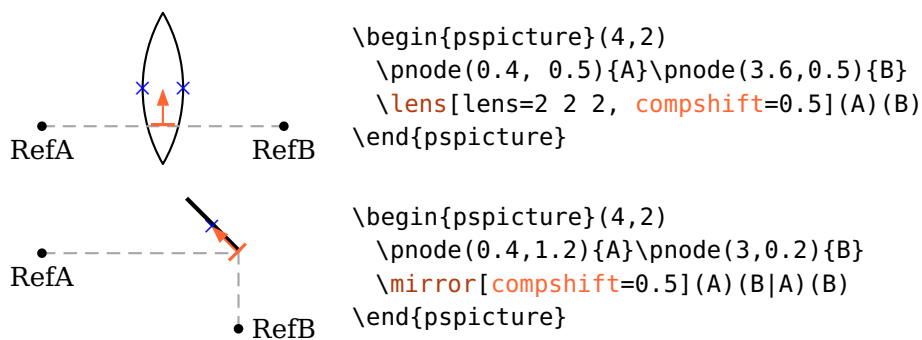 RefA
RefB
\begin{pspicture}(4,2)
  \pnode(0.4, 0.5){A}\pnode(3.6,0.5){B}
  \lens[lens=2 2 2, compshift=0.5](A)(B)
\end{pspicture}
RefA
RefB
\begin{pspicture}(4,2)
  \pnode(0.4,1.2){A}\pnode(3,0.2){B}
  \mirror[compshift=0.5](A)(B|A)(B)
\end{pspicture}